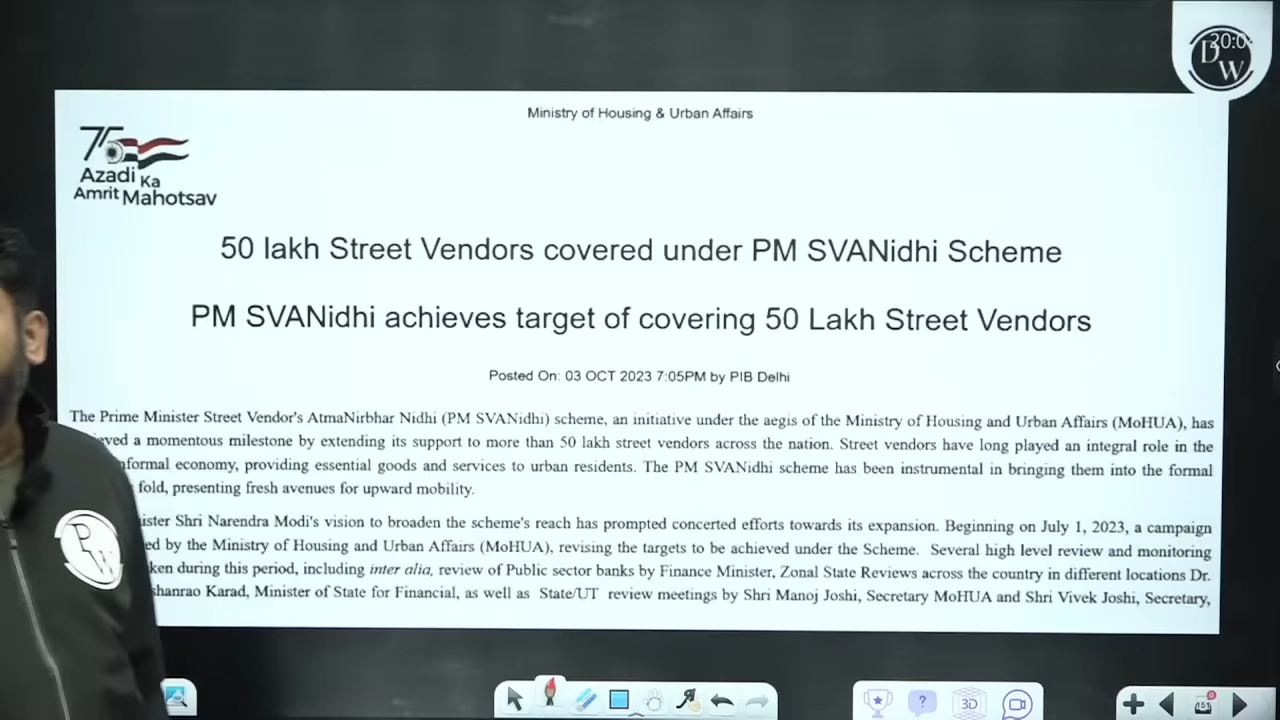 20:0
PW
Ministry of Housing & Urban Affairs
75
Azadi Ka
Amrit Mahotsav
50 lakh Street Vendors covered under PM SVANidhi Scheme
PM SVANidhi achieves target of covering 50 Lakh Street Vendors
Posted On: 03 OCT 2023 7:05PM by PIB Delhi
The Prime Minister Street Vendor's AtmaNirbhar Nidhi (PM SVANidhi) scheme, an initiative under the aegis of the Ministry of Housing and Urban Affairs (MoHUA), has
a momentous milestone by extending its support to more than 50 lakh street vendors across the nation. Street vendors have long played an integral role in the
economy, providing essential goods and services to urban residents. The PM SVANidhi scheme has been instrumental in bringing them into the formal
fold, presenting fresh avenues for upward mobility.
Shri Narendra Modi's vision to broaden the scheme's reach has prompted concerted efforts towards its expansion. Beginning on July 1, 2023, a campaign
by the Ministry of Housing and Urban Affairs (MoHUA), revising the targets to be achieved under the Scheme. Several high level review and monitoring
during this period, including inter alia, review of Public sector banks by Finance Minister, Zonal State Reviews across the country in different locations Dr.
Karad, Minister of State for Financial, as well as State/UT review meetings by Shri Manoj Joshi, Secretary MoHUA and Shri Vivek Joshi, Secretary,
PW
?
3D
0
151